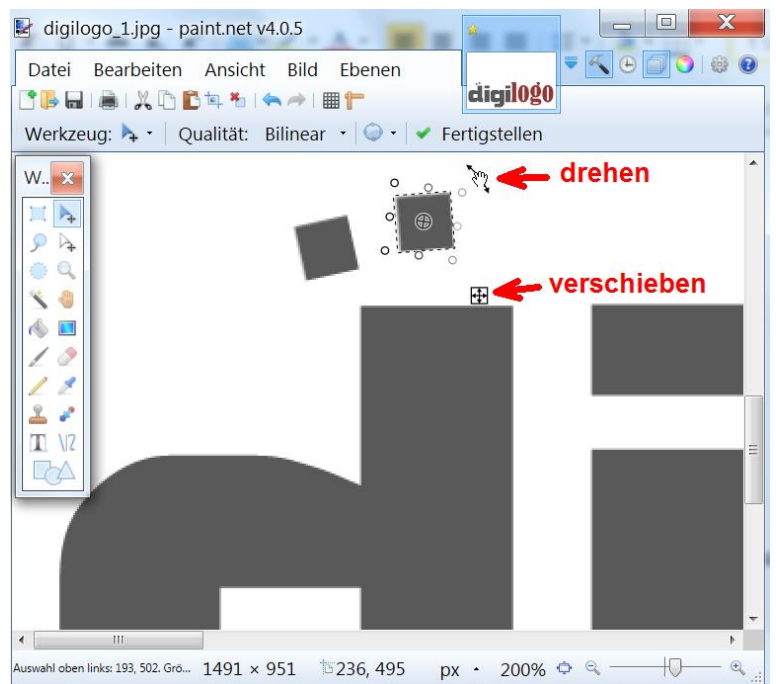 digilogo_1.jpg - paint.net v4.0.5
Datei Bearbeiten Ansicht Bild Ebenen
digilogo
Werkzeug: Qualität: Bilinear Fertigstellen
W..
drehen
verschieben
Auswahl oben links: 193, 502. Grö... 1491 × 951 236, 495 px 200%